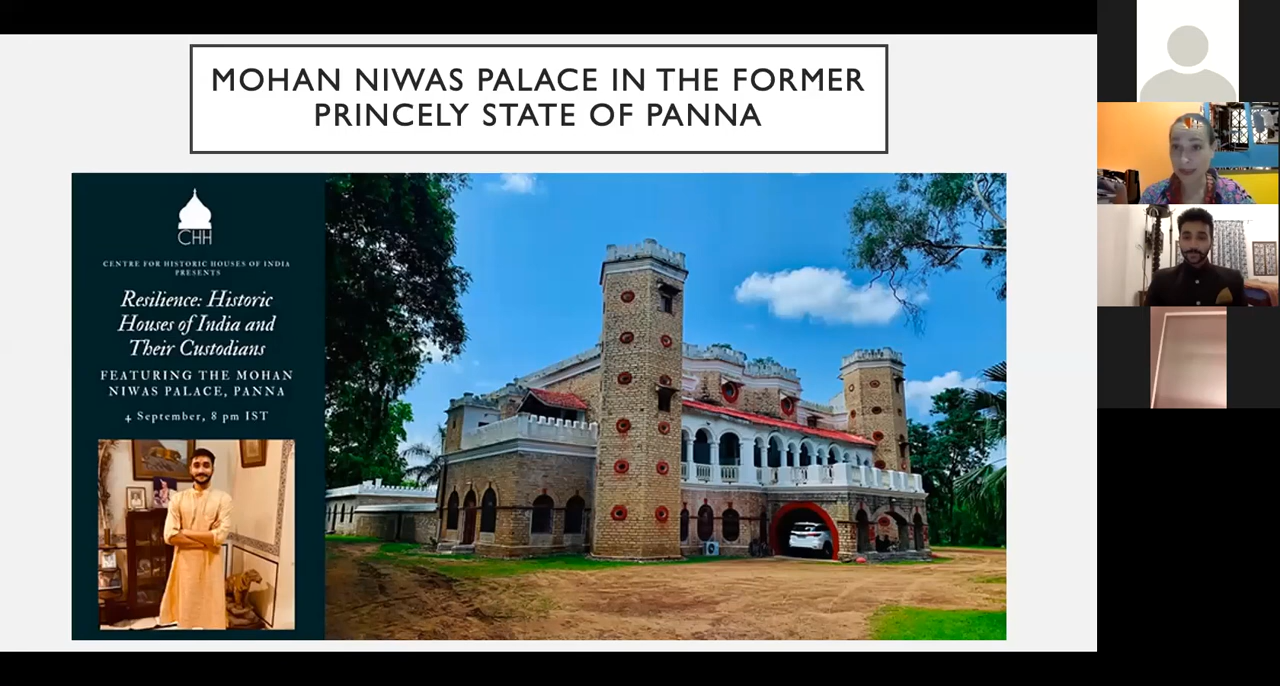 MOHAN NIWAS PALACE IN THE FORMER
PRINCELY STATE OF PANNA
CHH
CENTRE FOR HISTORIC HOUSES OF INDIA
PRESENTS
Resilience: Historic
Houses of India and
Their Custodians
FEATURING THE MOHAN
NIWAS PALACE, PANNA
4 September, 8 pm IST